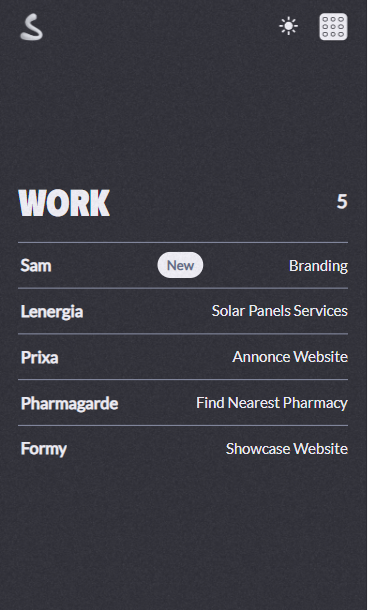 WORK 5
Sam New Branding
Lenergia Solar Panels Services
Prixa Annonce Website
Pharmagarde Find Nearest Pharmacy
Formy Showcase Website